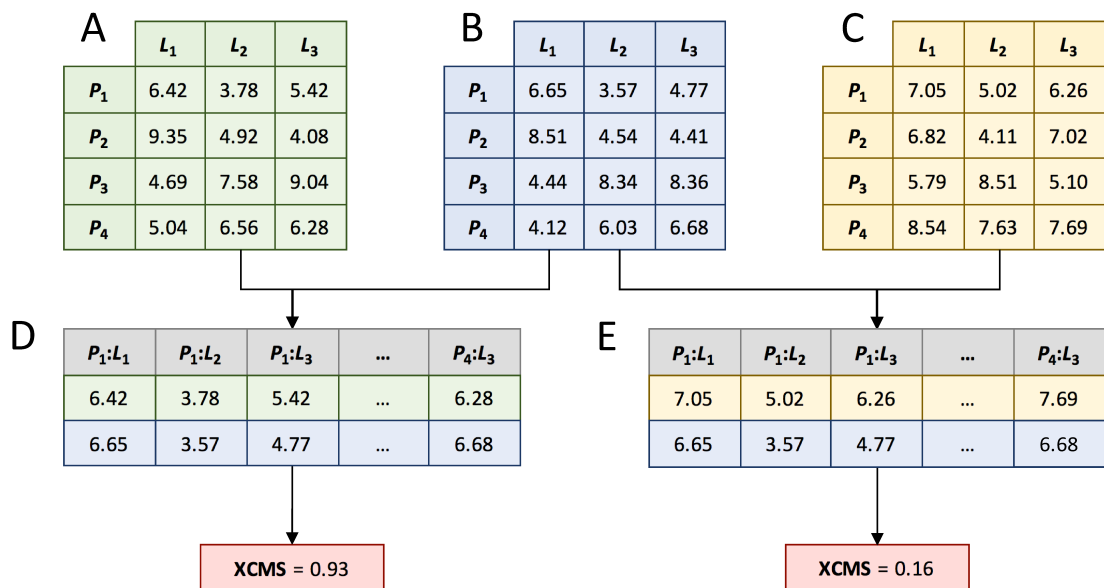 A B C
L1 L2 L3 L1 L2 L3 L1 L2 L3
P1 6.42 3.78 5.42 P1 6.65 3.57 4.77 P1 7.05 5.02 6.26
P2 9.35 4.92 4.08 P2 8.51 4.54 4.41 P2 6.82 4.11 7.02
P3 4.69 7.58 9.04 P3 4.44 8.34 8.36 P3 5.79 8.51 5.10
P4 5.04 6.56 6.28 P4 4.12 6.03 6.68 P4 8.54 7.63 7.69
D E
P1:L1 P1:L2 P1:L3 ... P4:L3 P1:L1 P1:L2 P1:L3 ... P4:L3
6.42 3.78 5.42 ... 6.28 7.05 5.02 6.26 ... 7.69
6.65 3.57 4.77 ... 6.68 6.65 3.57 4.77 ... 6.68
XCMS = 0.93 XCMS = 0.16